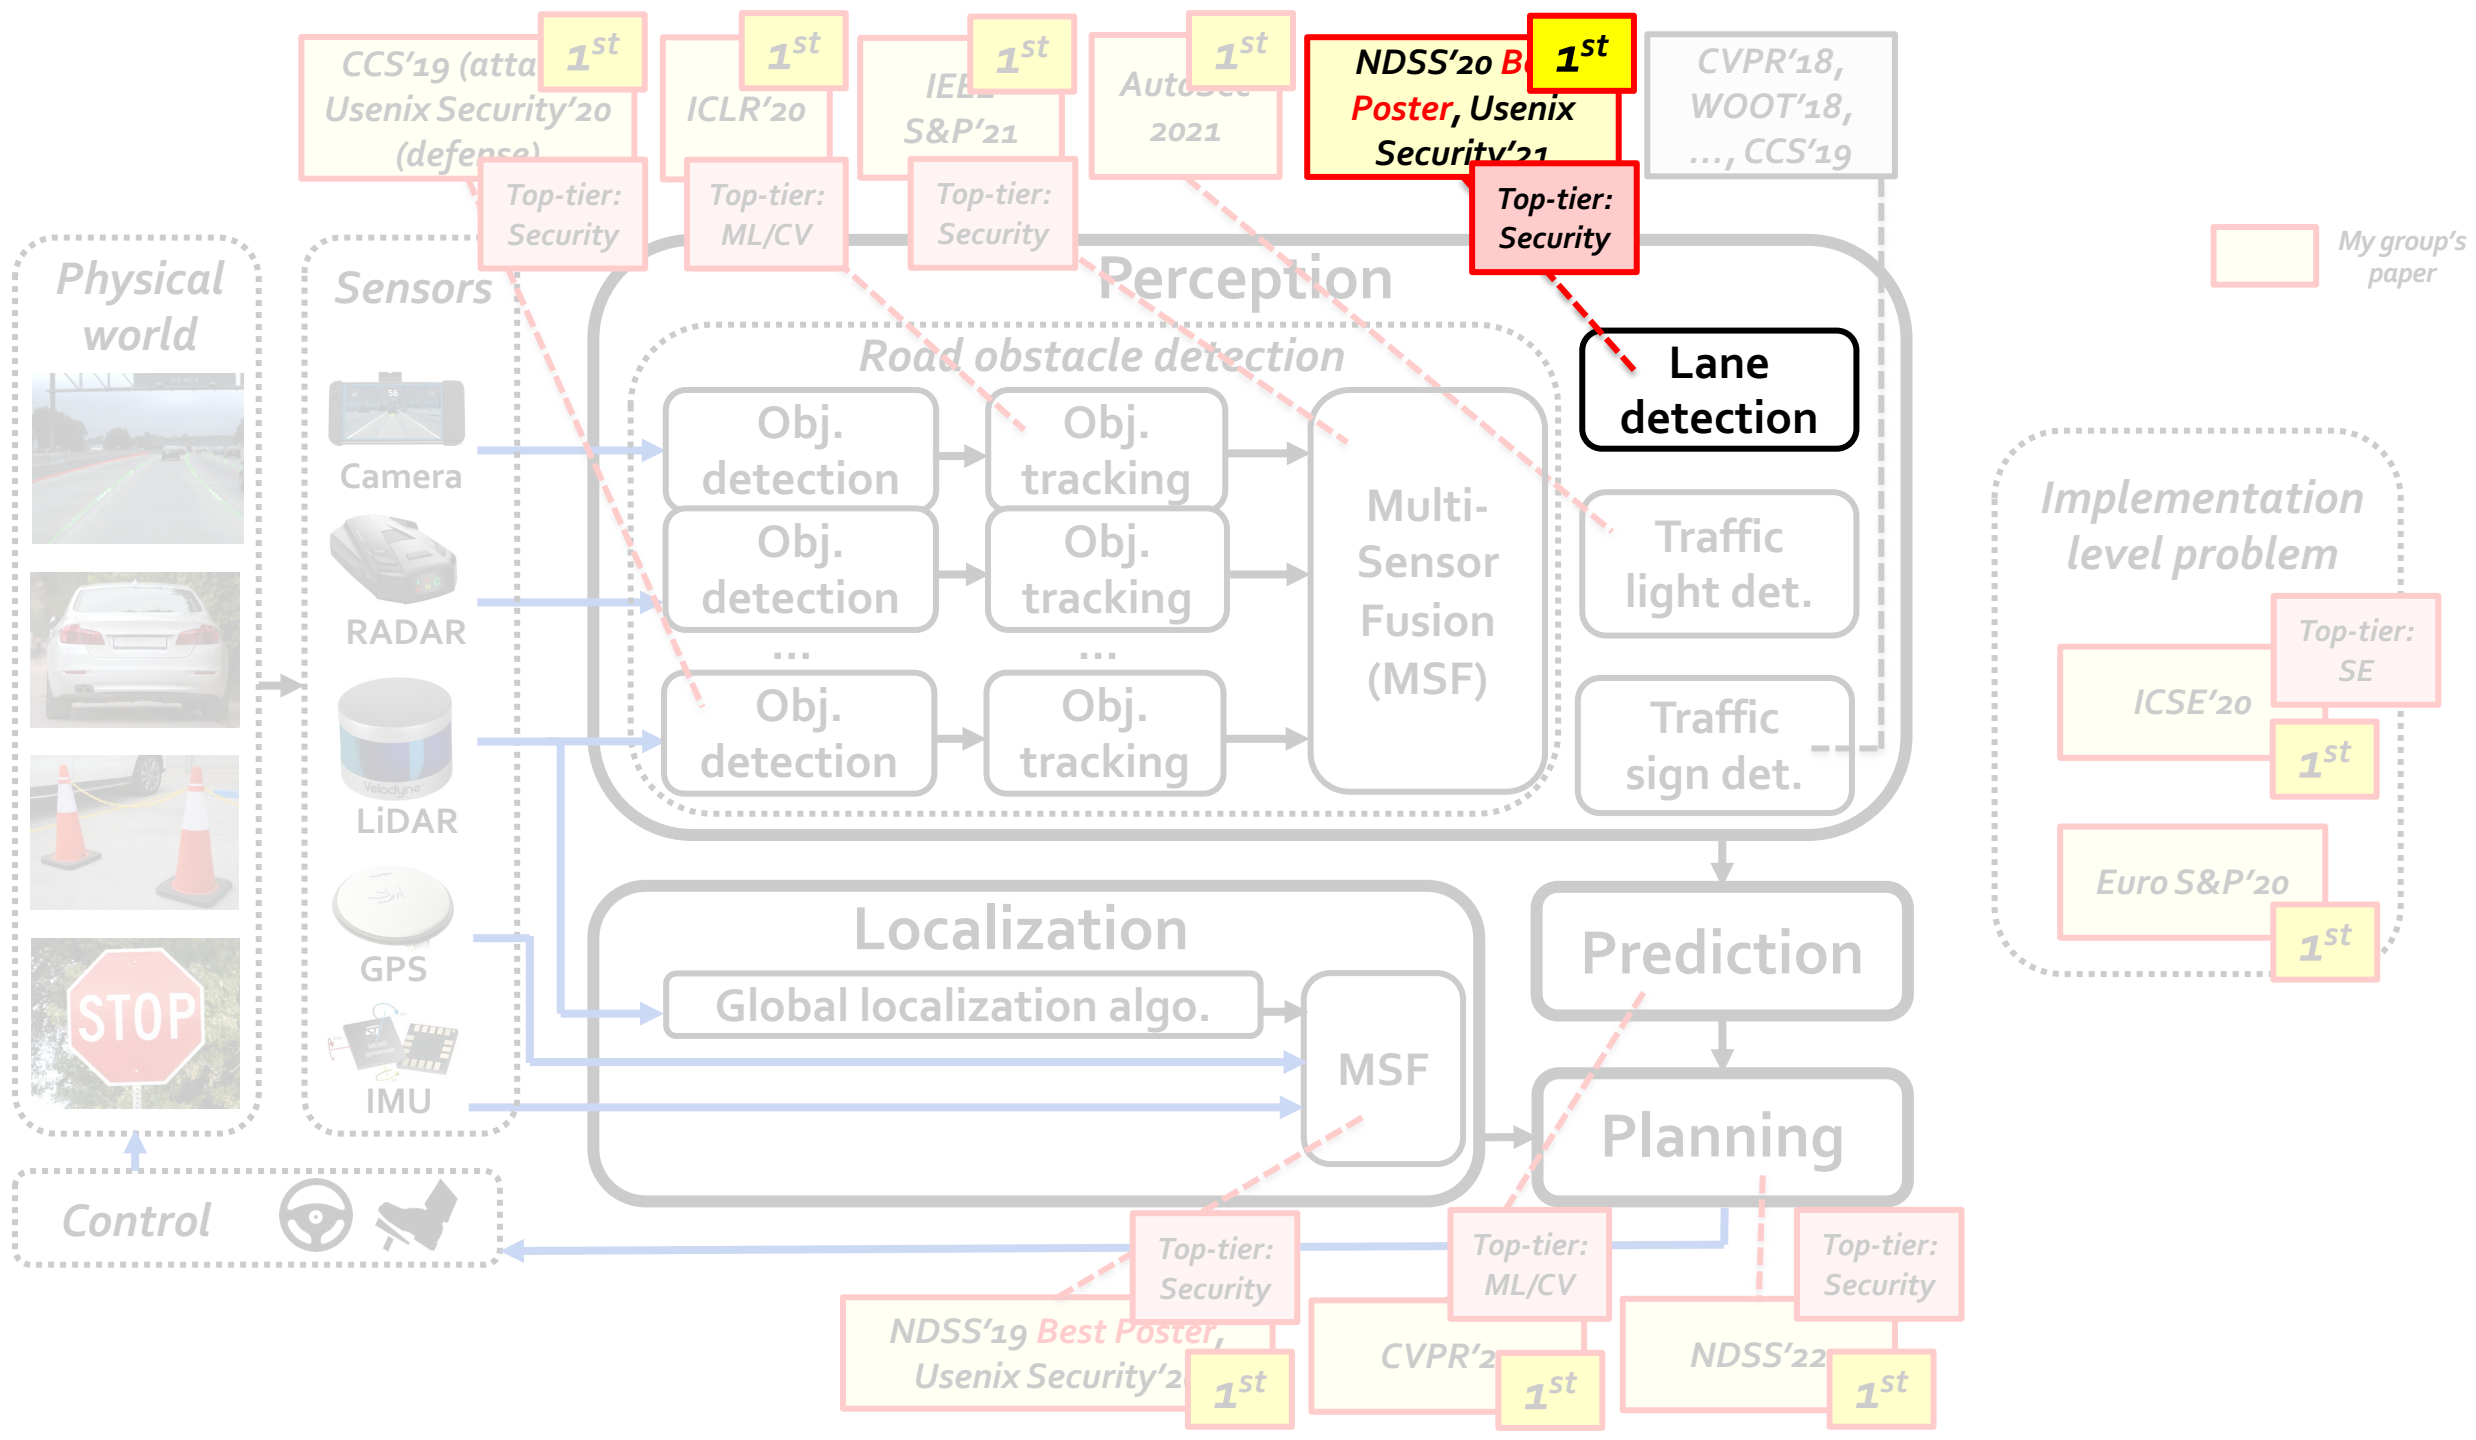 CCS'19 (atta
Usenix Security'20
(defense)
1st
Top-tier:
Security
ICLR'20
1st
Top-tier:
ML/CV
IEEE
S&P'21
1st
Top-tier:
Security
AutoSec
2021
1st
NDSS'20 B
Poster, Usenix
Security'21
1st
Top-tier:
Security
CVPR'18,
WOOT'18,
..., CCS'19
My group's
paper
Physical
world
STOP
Sensors
56
Camera
RADAR
Velodyne
LiDAR
GPS
IMU
Control
Perception
Road obstacle detection
Obj.
detection
Obj.
tracking
Obj.
detection
Obj.
tracking
...
...
Obj.
detection
Obj.
tracking
Multi-
Sensor
Fusion
(MSF)
Lane
detection
Traffic
light det.
Traffic
sign det.
Localization
Global localization algo.
MSF
Prediction
Planning
Top-tier:
Security
NDSS'19 Best Poster,
Usenix Security'2
1st
Top-tier:
ML/CV
CVPR'2
1st
Top-tier:
Security
NDSS'22
1st
Implementation
level problem
Top-tier:
SE
ICSE'20
1st
Euro S&P'20
1st